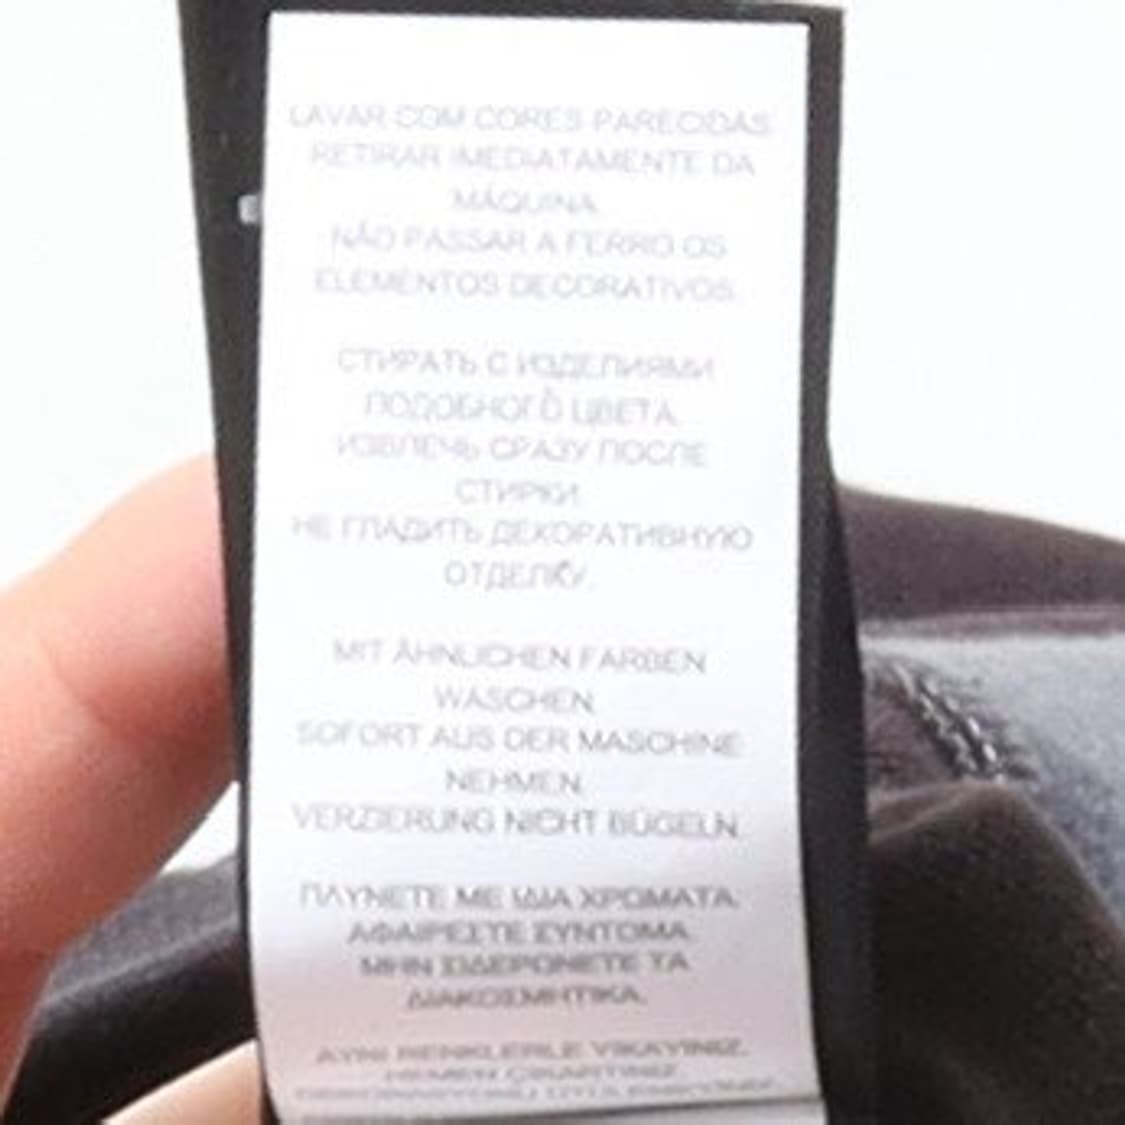 LAVAR COM CORES PARECIDAS.
RETIRAR IMEDIATAMENTE DA
MÁQUINA.
NÃO PASSAR A FERRO OS
ELEMENTOS DECORATIVOS.
СТИРАТЬ С ИЗДЕЛИЯМИ
ПОДОБНОГО ЦВЕТА.
ИЗВЛЕЧЬ СРАЗУ ПОСЛЕ
СТИРКИ.
НЕ ГЛАДИТЬ ДЕКОРАТИВНУЮ
ОТДЕЛКУ.
MIT ÄHNLICHEN FARBEN
WASCHEN.
SOFORT AUS DER MASCHINE
NEHMEN.
VERZIERUNG NICHT BÜGELN.
ΠΛΥΝΕΤΕ ΜΕ ΙΔΙΑ ΧΡΩΜΑΤΑ.
ΑΦΑΙΡΕΣΤΕ ΣΥΝΤΟΜΑ
ΜΗΝ ΣΙΔΕΡΩΝΕΤΕ ΤΑ
ΔΙΑΚΟΣΜΗΤΙΚΑ.
AYNI RENKLERLE YIKAYINIZ.
HEMEN ÇIKARTINIZ